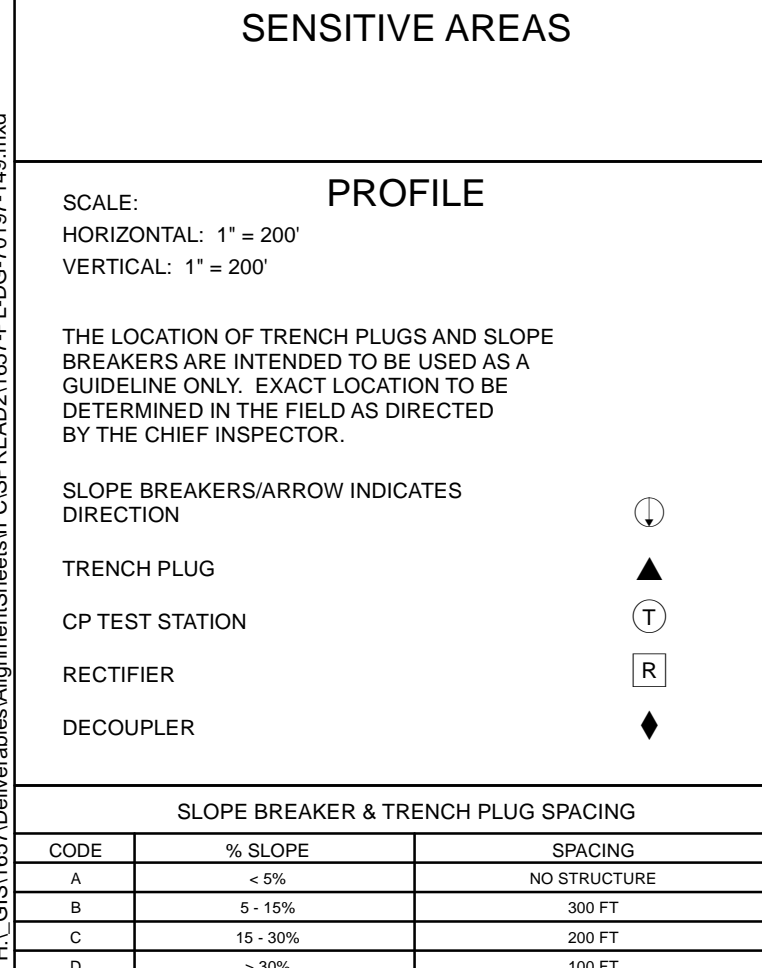 SENSITIVE AREAS
PROFILE
SCALE:
HORIZONTAL: 1" = 200'
VERTICAL: 1" = 200'
THE LOCATION OF TRENCH PLUGS AND SLOPE
BREAKERS ARE INTENDED TO BE USED AS A
GUIDELINE ONLY. EXACT LOCATION TO BE
DETERMINED IN THE FIELD AS DIRECTED
BY THE CHIEF INSPECTOR.
SLOPE BREAKERS/ARROW INDICATES
DIRECTION
TRENCH PLUG
CP TEST STATION T
RECTIFIER R
DECOUPLER
SLOPE BREAKER & TRENCH PLUG SPACING
CODE % SLOPE SPACING
A < 5% NO STRUCTURE
B 5 - 15% 300 FT
C 15 - 30% 200 FT
D > 30% 100 FT